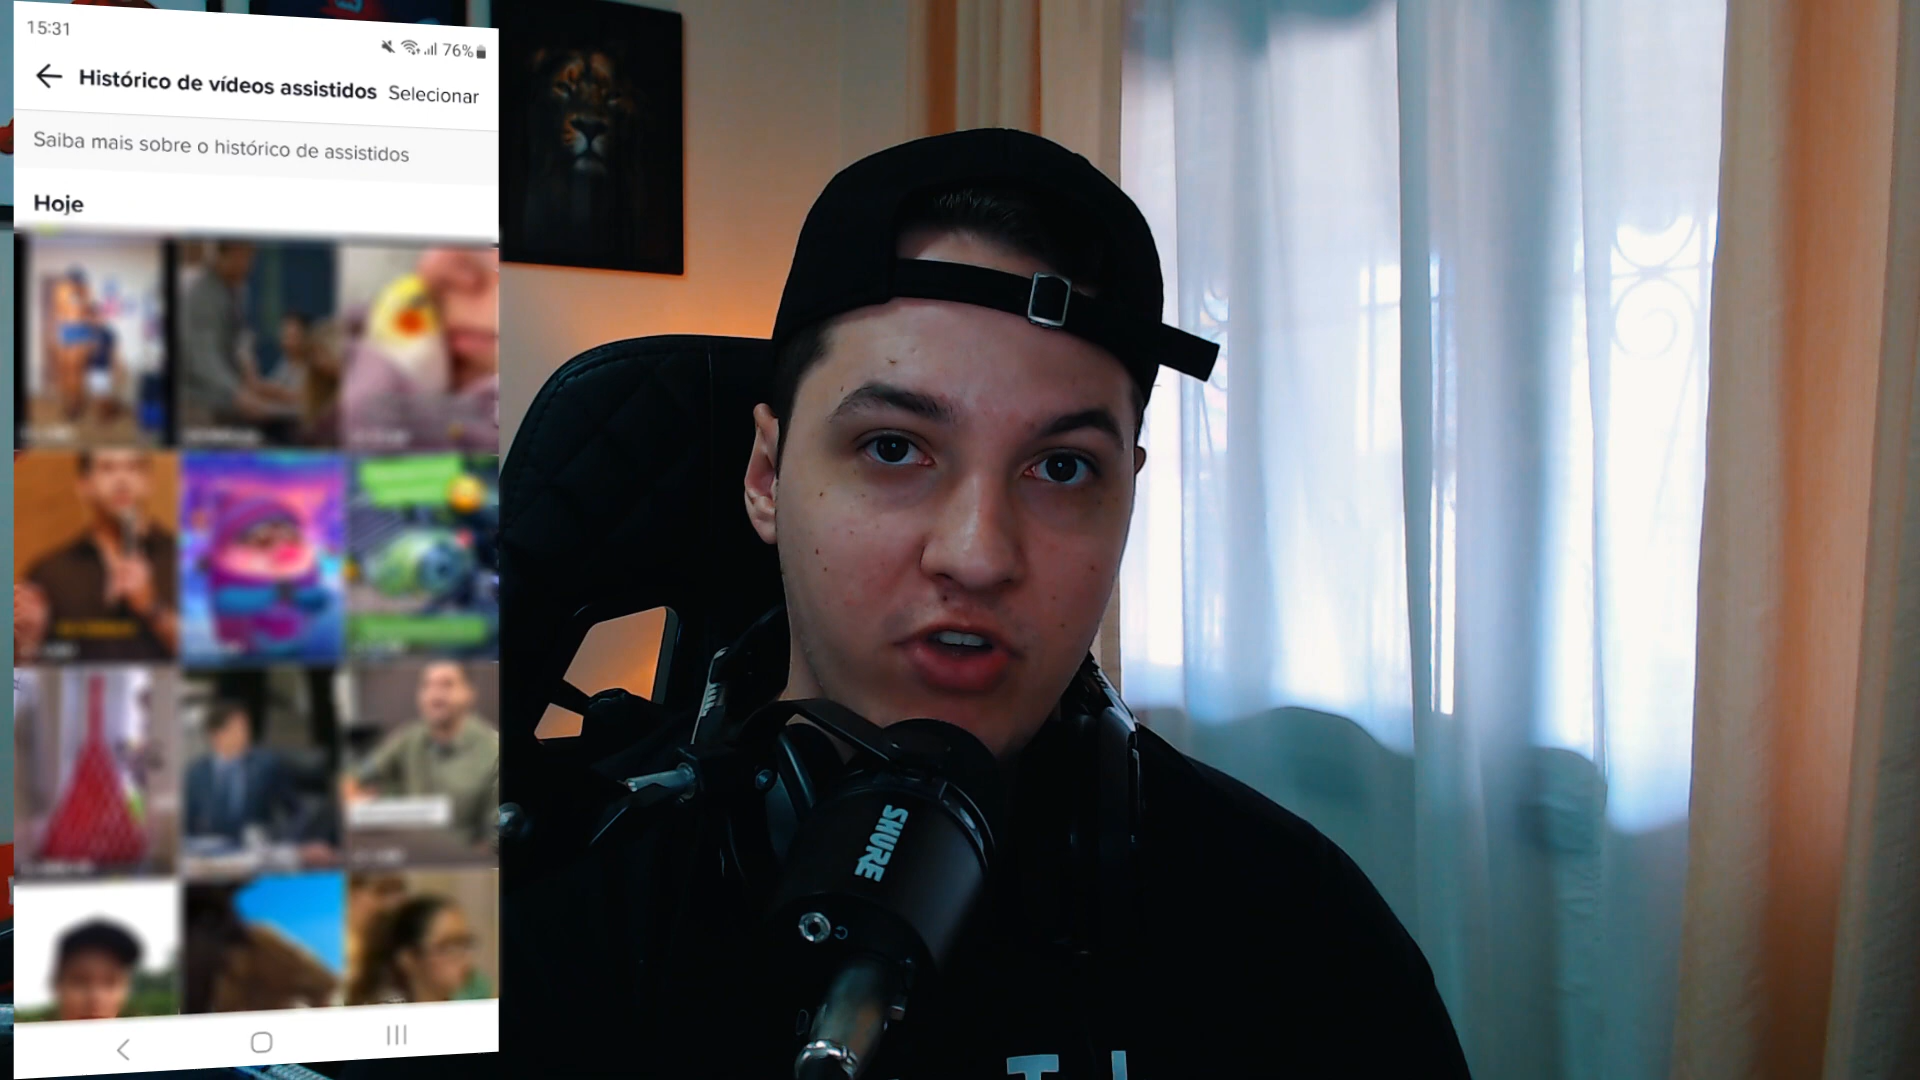 15:31
76%
Histórico de vídeos assistidos
Selecionar
Saiba mais sobre o histórico de assistidos
Hoje
SHURE